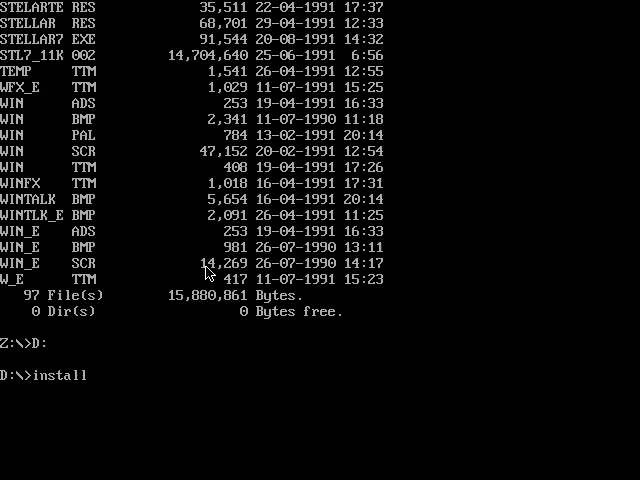 STELARTE RES 35,511 22-04-1991 17:37
STELLAR RES 68,701 29-04-1991 12:33
STELLAR7 EXE 91,544 20-08-1991 14:32
STL7_11K 002 14,704,640 25-06-1991 6:56
TEMP TTM 1,541 26-04-1991 12:55
WFX_E TTM 1,029 11-07-1991 15:25
WIN ADS 253 19-04-1991 16:33
WIN BMP 2,341 11-07-1990 11:18
WIN PAL 784 13-02-1991 20:14
WIN SCR 47,152 20-02-1991 12:54
WIN TTM 408 19-04-1991 17:26
WINFX TTM 1,018 16-04-1991 17:31
WINTALK BMP 5,654 16-04-1991 20:14
WINTLK_E BMP 2,091 26-04-1991 11:25
WIN_E ADS 253 19-04-1991 16:33
WIN_E BMP 981 26-07-1990 13:11
WIN_E SCR 14,269 26-07-1990 14:17
W_E TTM 417 11-07-1991 15:23
97 File(s) 15,880,861 Bytes.
0 Dir(s) 0 Bytes free.
Z:\>D:
D:\>install